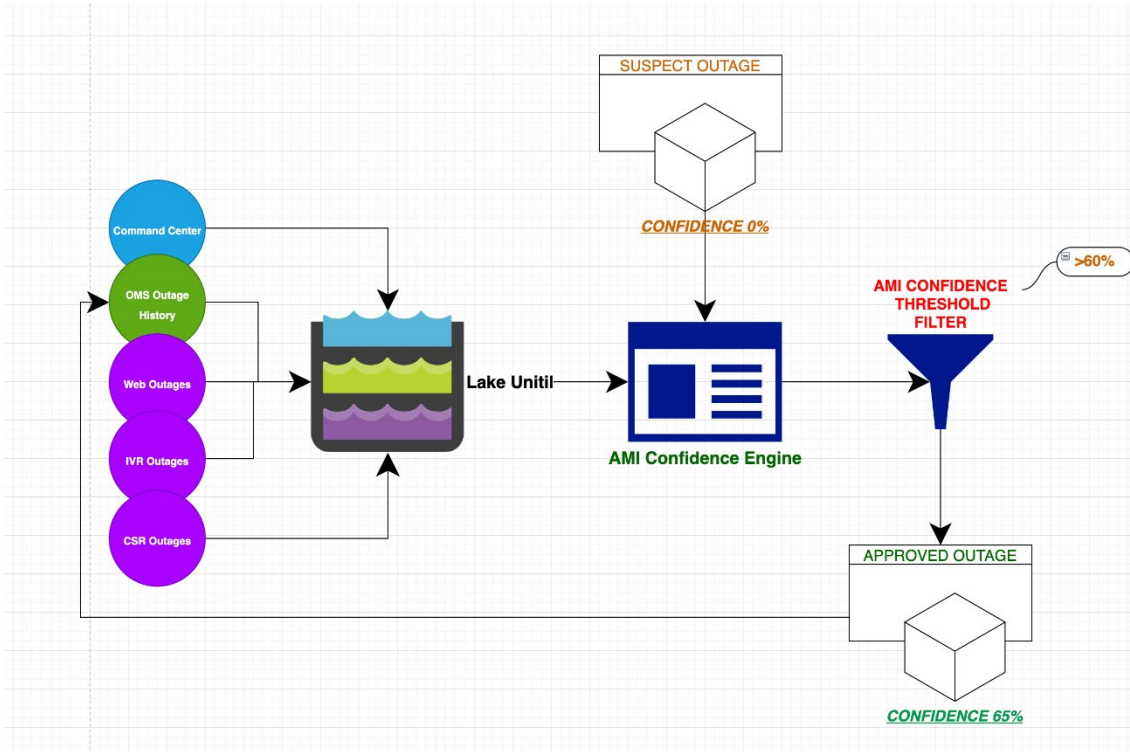 SUSPECT OUTAGE
CONFIDENCE 0%
Command Center
OMS Outage
History
Web Outages
IVR Outages
CSR Outages
Lake Unitil
AMI Confidence Engine
AMI CONFIDENCE
THRESHOLD
FILTER
>60%
APPROVED OUTAGE
CONFIDENCE 65%